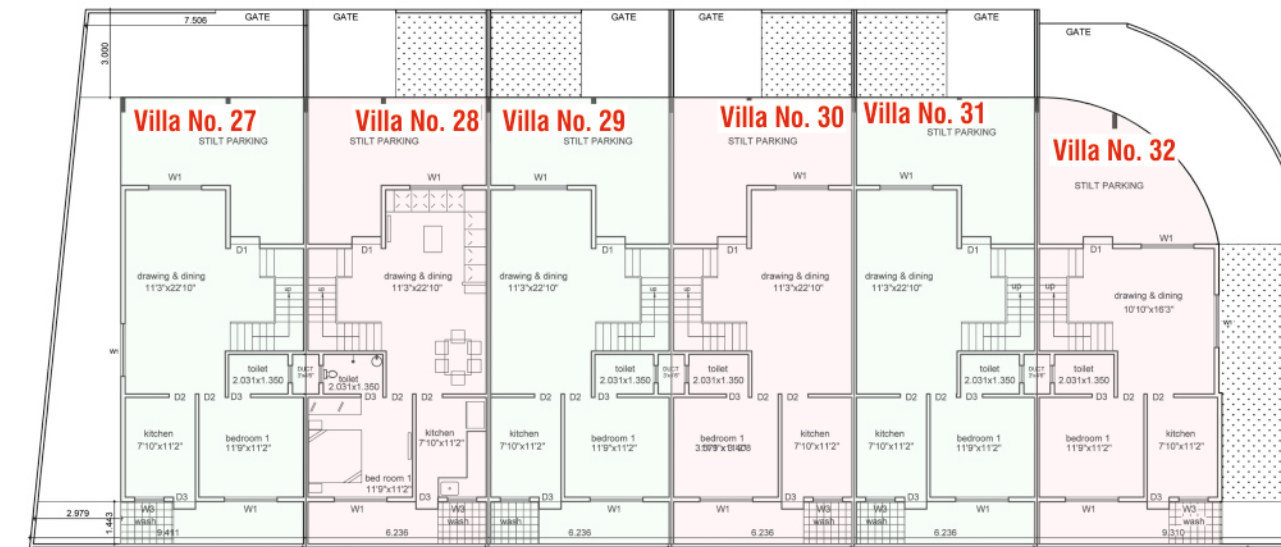 7.506
GATE
GATE
GATE
GATE
GATE
GATE
3.000
Villa No. 27
Villa No. 28
Villa No. 29
Villa No. 30
Villa No. 31
Villa No. 32
STILT PARKING
STILT PARKING
STILT PARKING
STILT PARKING
STILT PARKING
STILT PARKING
W1
W1
W1
W1
W1
W1
D1
D1
D1
D1
D1
D1
drawing & dining
11'3"x22'10"
drawing & dining
11'3"x22'10"
drawing & dining
11'3"x22'10"
drawing & dining
11'3"x22'10"
drawing & dining
11'3"x22'10"
drawing & dining
10'10"x16'3"
up
up
up
up
up
up
W1
W1
toilet
2.031x1.350
DUCT
toilet
2.031x1.350
toilet
2.031x1.350
DUCT
toilet
2.031x1.350
toilet
2.031x1.350
DUCT
toilet
2.031x1.350
D2
D3
D3
D2
D2
D2
D3
D3
D2
D2
D2
D3
D3
D2
D2
kitchen
7'10"x11'2"
bedroom 1
11'9"x11'2"
bed room 1
11'9"x11'2"
kitchen
7'10"x11'2"
kitchen
7'10"x11'2"
bedroom 1
11'9"x11'2"
bedroom 1
kitchen
7'10"x11'2"
kitchen
7'10"x11'2"
bedroom 1
11'9"x11'2"
bedroom 1
11'9"x11'2"
kitchen
7'10"x11'2"
D3
D3
D3
D3
D3
D3
2.979
1.443
W3
wash
W1
W1
W3
wash
W3
wash
W1
W1
W3
wash
W3
wash
W1
W1
W3
wash
9.411
6.236
6.236
6.236
6.236
9.310